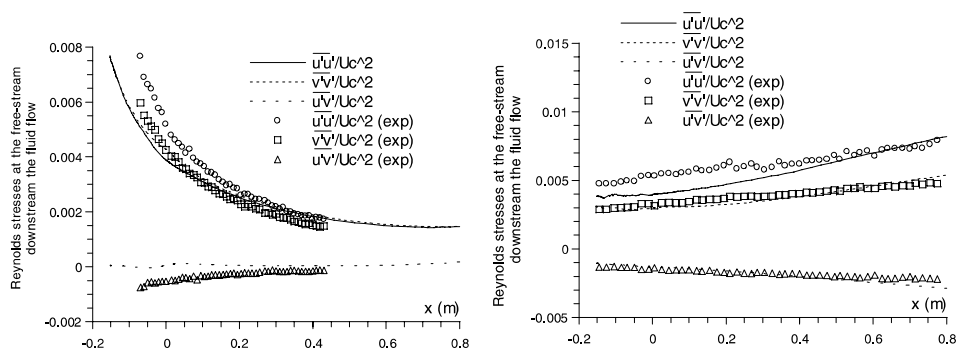 Reynolds stresses at the free-stream
downstream the fluid flow
0.008
0.006
0.004
0.002
0
-0.002
-0.2
0
0.2
0.4
0.6
0.8
x (m)
u'u'/Uc^2
v'v'/Uc^2
u'v'/Uc^2
u'u'/Uc^2 (exp)
v'v'/Uc^2 (exp)
u'v'/Uc^2 (exp)
Reynolds stresses at the free-stream
downstream the fluid flow
0.015
0.010
0.005
0
-0.005
-0.2
0
0.2
0.4
0.6
0.8
x (m)
u'u'/Uc^2
v'v'/Uc^2
u'v'/Uc^2
u'u'/Uc^2 (exp)
v'v'/Uc^2 (exp)
u'v'/Uc^2 (exp)